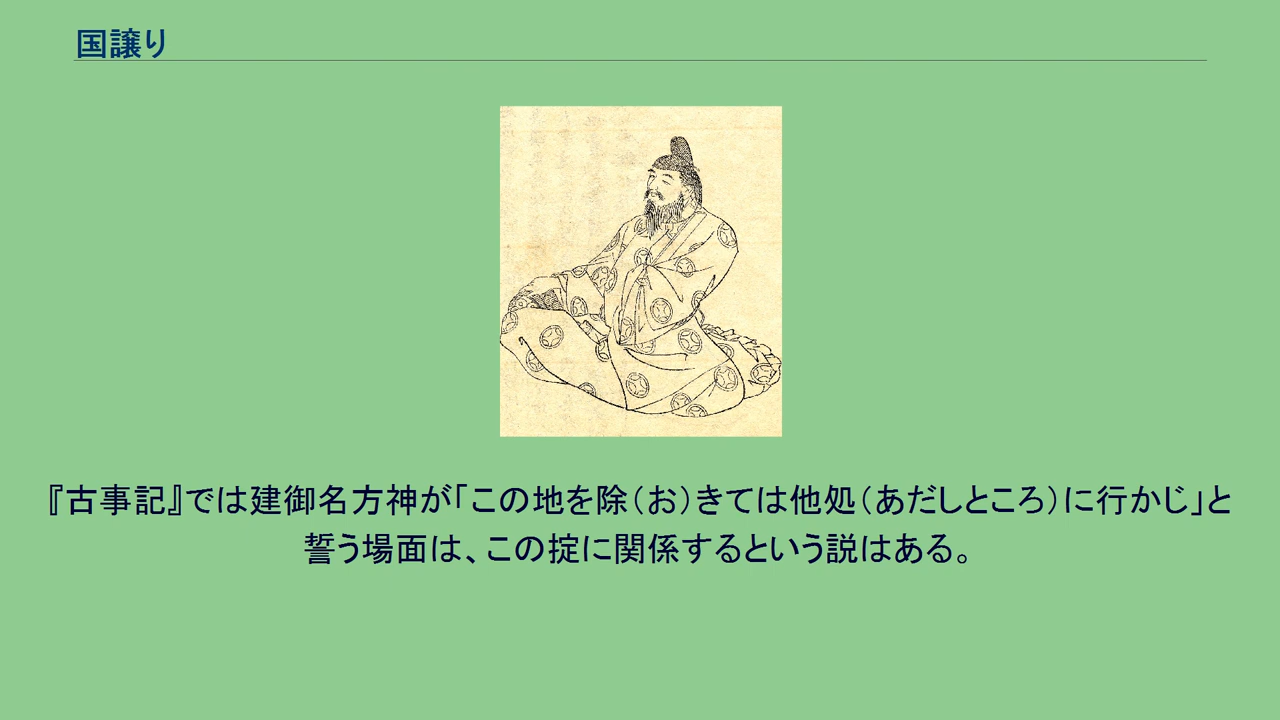 国譲り
『古事記』では建御名方神が「この地を除（お）きては他処（あだしところ）に行かじ」と
誓う場面は、この掟に関係するという説はある。